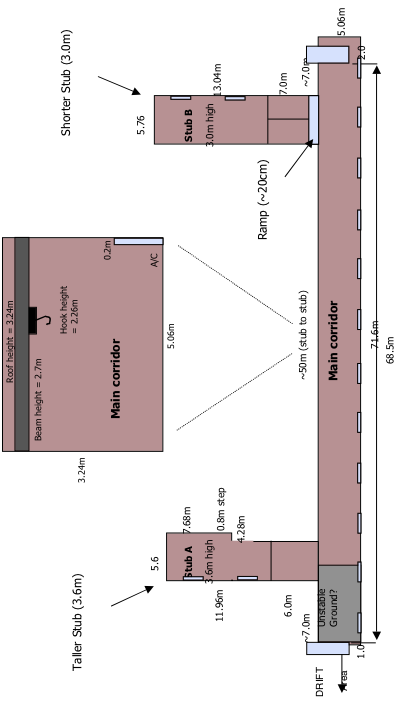 Shorter Stub (3.0m)
5.76
13.04m
7.0m
~7.0m
5.06m
2.0
Stub B
3.0m high
Ramp (~20cm)
Roof height = 3.24m
Beam height = 2.7m
Hook height
= 2.26m
0.2m
A/C
Main corridor
5.06m
3.24m
~50m (stub to stub)
Main corridor
71.6m
68.5m
Taller Stub (3.6m)
5.6
7.68m
0.8m step
4.28m
Stub A
3.6m high
11.96m
6.0m
~7.0m
Unstable
Ground?
1.0
DRIFT
Area